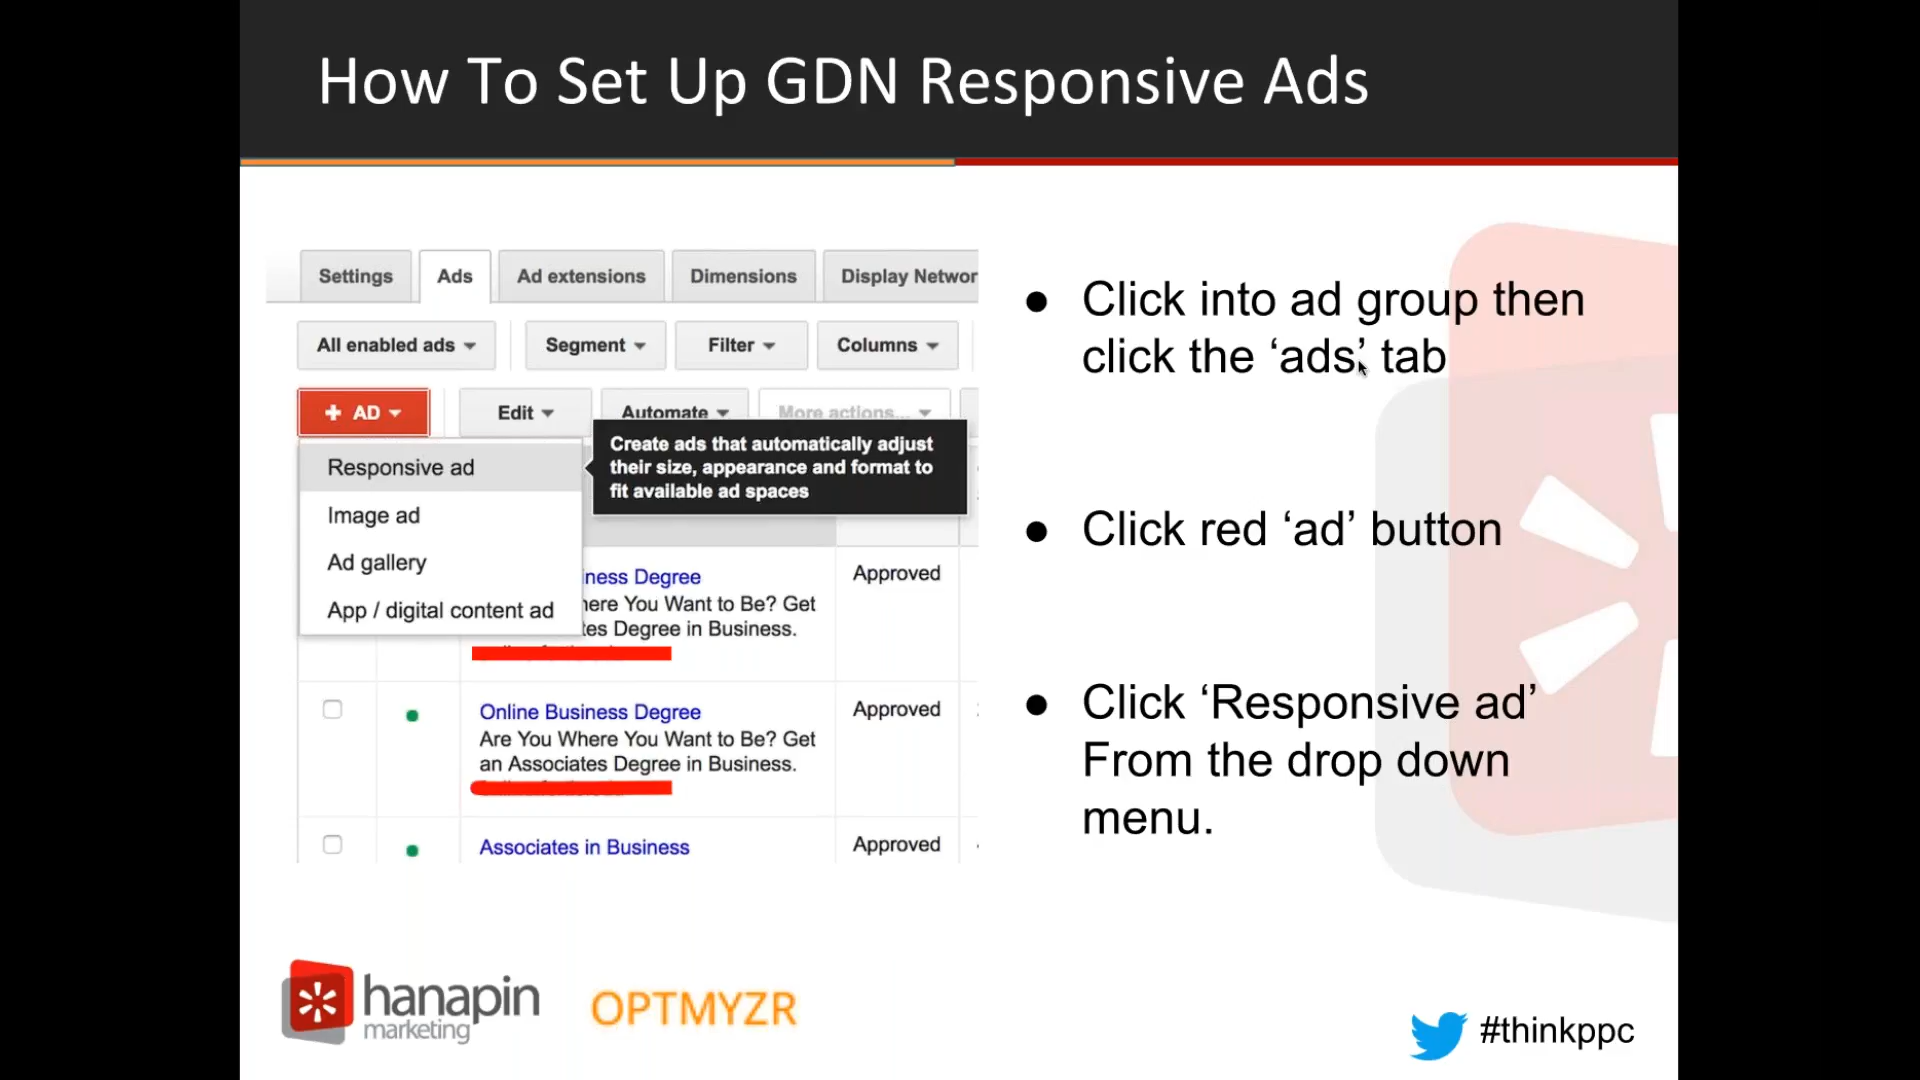 How To Set Up GDN Responsive Ads
Settings
Ads
Ad extensions
Dimensions
Display Networ
All enabled ads
Segment
Filter
Columns
+ AD
Edit
Automate
More actions...
Responsive ad
Image ad
Ad gallery
App / digital content ad
Create ads that automatically adjust
their size, appearance and format to
fit available ad spaces
ness Degree
ere You Want to Be? Get
tes Degree in Business.
Approved
Online Business Degree
Are You Where You Want to Be? Get
an Associates Degree in Business.
Approved
Associates in Business
Approved
● Click into ad group then
click the ‘ads’ tab
● Click red ‘ad’ button
● Click ‘Responsive ad’
From the drop down
menu.
hanapin
marketing
OPTMYZR
#thinkppc